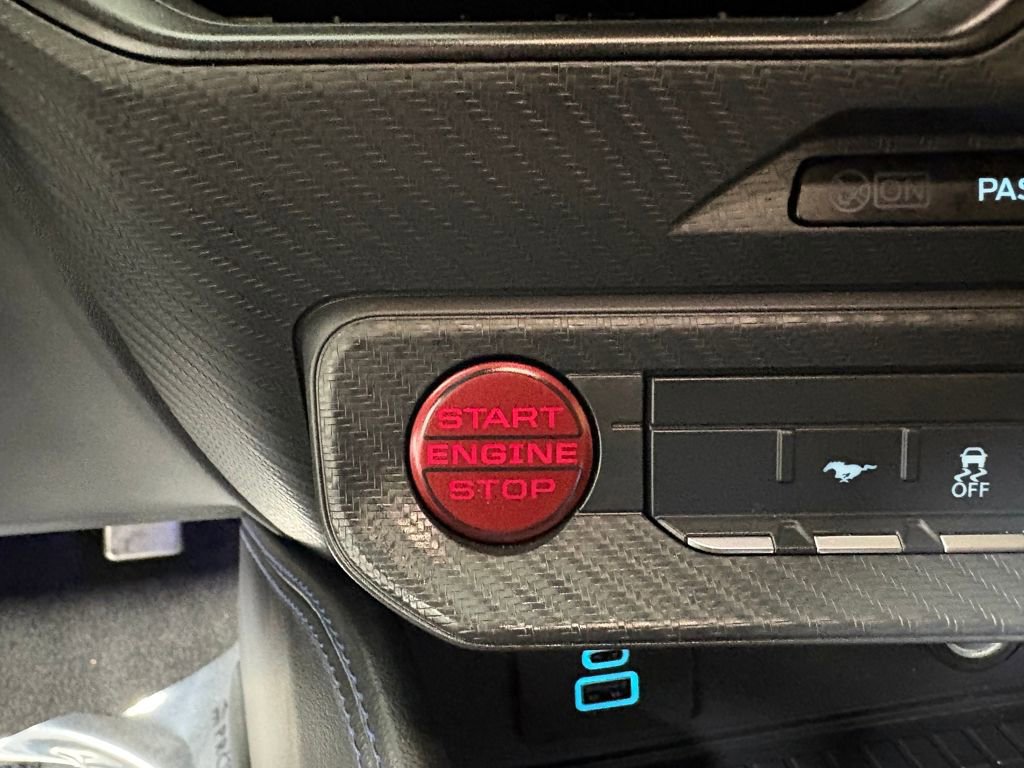 ON
PAS
START
ENGINE
STOP
OFF